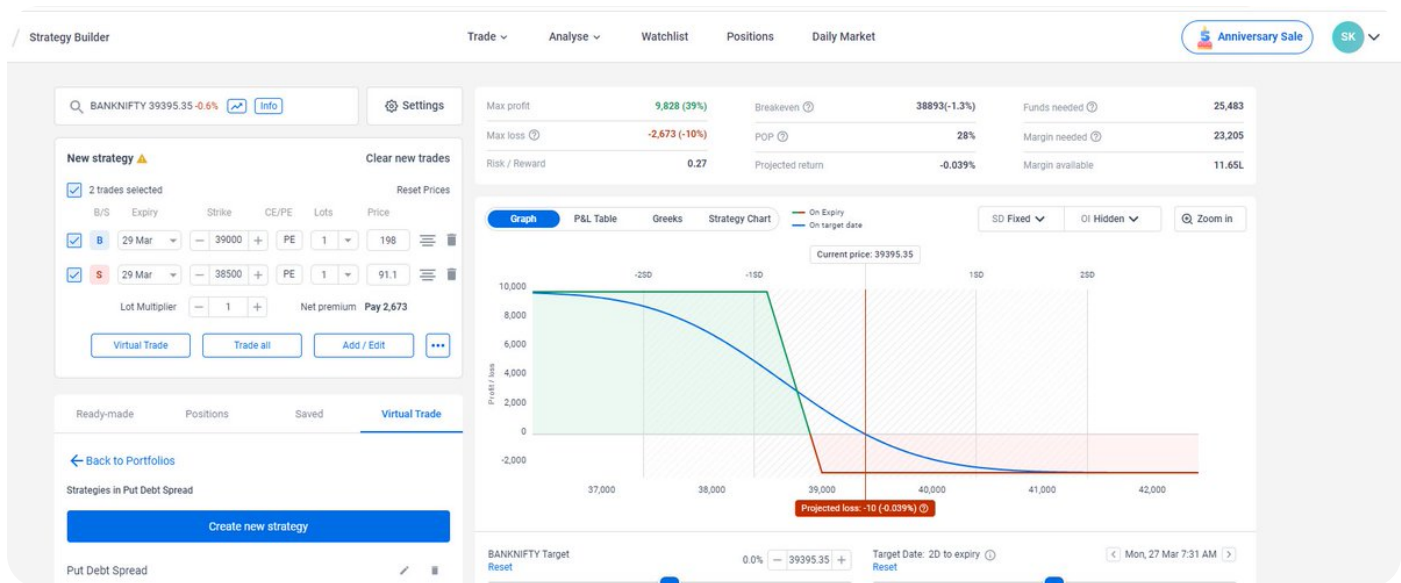 / Strategy Builder Trade Analyse Watchlist Positions Daily Market 5 Anniversary Sale SK
BANKNIFTY 39395.35 -0.6% Info Settings
New strategy Clear new trades
2 trades selected Reset Prices
B/S Expiry Strike CE/PE Lots Price
B 29 Mar − 39000 + PE 1 198
S 29 Mar − 38500 + PE 1 91.1
Lot Multiplier − 1 + Net premium Pay 2,673
Virtual Trade Trade all Add / Edit ...
Ready-made Positions Saved Virtual Trade
← Back to Portfolios
Strategies in Put Debt Spread
Create new strategy
Put Debt Spread
Max profit 9,828 (39%) Breakeven 38893(-1.3%) Funds needed 25,483
Max loss -2,673 (-10%) POP 28% Margin needed 23,205
Risk / Reward 0.27 Projected return -0.039% Margin available 11.65L
Graph P&L Table Greeks Strategy Chart On Expiry SD Fixed OI Hidden Zoom in
On target date
Current price: 39395.35
-2SD -1SD 1SD 2SD
10,000
8,000
6,000
4,000
2,000
0
-2,000
Profit / loss
37,000 38,000 39,000 40,000 41,000 42,000
Projected loss: -10 (-0.039%)
BANKNIFTY Target 0.0% − 39395.35 + Target Date: 2D to expiry < Mon, 27 Mar 7:31 AM >
Reset Reset